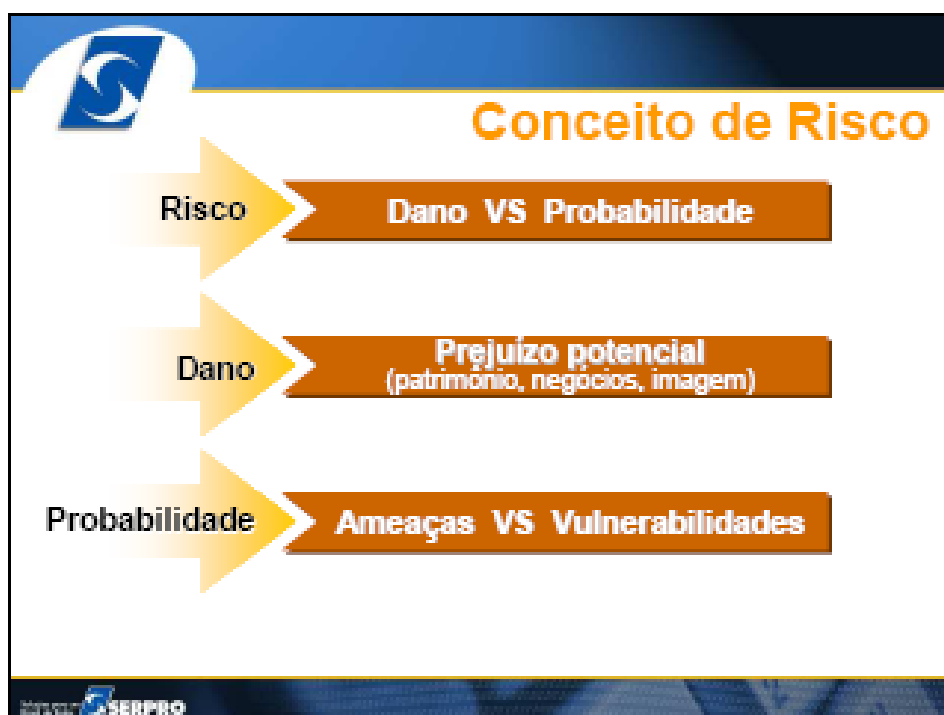 Conceito de Risco
Risco
Dano VS Probabilidade
Dano
Prejuízo potencial
(patrimônio, negócios, imagem)
Probabilidade
Ameaças VS Vulnerabilidades
SERPRO